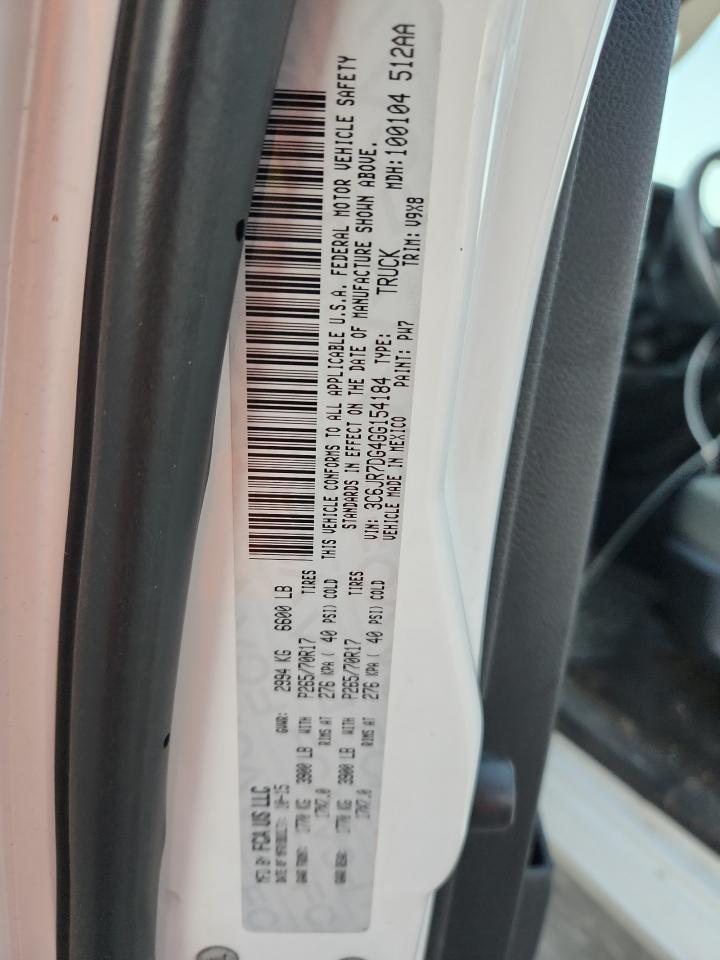 MFD BY FCA US LLC
DATE OF MFR 10-15 GVWR: 2994 KG 6600 LB
GAWR FRONT: 1770 KG 3900 LB WITH P265/70R17 TIRES
17X7.0 RIMS AT 276 KPA( 40 PSI) COLD
GAWR REAR: 1770 KG 3900 LB WITH P265/70R17 TIRES
17X7.0 RIMS AT 276 KPA( 40 PSI) COLD
THIS VEHICLE CONFORMS TO ALL APPLICABLE U.S.A. FEDERAL MOTOR VEHICLE SAFETY
STANDARDS IN EFFECT ON THE DATE OF MANUFACTURE SHOWN ABOVE.
VIN: 3C6JR7DG4GG154184 TYPE: TRUCK MDH:100104 512AA
VEHICLE MADE IN MEXICO PAINT: PW7 TRIM: V9X8